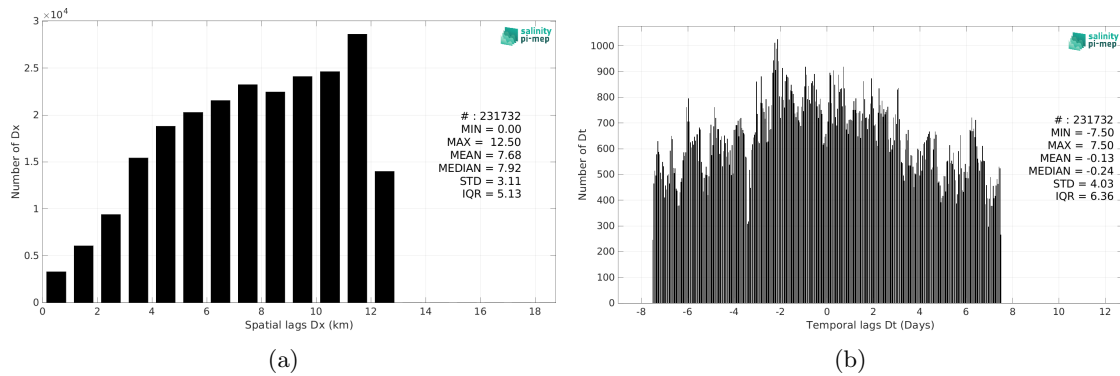 ×10⁴
3
2.5
2
1.5
1
0.5
0
0 2 4 6 8 10 12 14 16 18
Number of Dx
Spatial lags Dx (km)
salinity
pi-mep
# : 231732
MIN = 0.00
MAX = 12.50
MEAN = 7.68
MEDIAN = 7.92
STD = 3.11
IQR = 5.13
(a)
1000
900
800
700
600
500
400
300
200
100
0
-8 -6 -4 -2 0 2 4 6 8 10 12
Number of Dt
Temporal lags Dt (Days)
salinity
pi-mep
# : 231732
MIN = -7.50
MAX = 7.50
MEAN = -0.13
MEDIAN = -0.24
STD = 4.03
IQR = 6.36
(b)